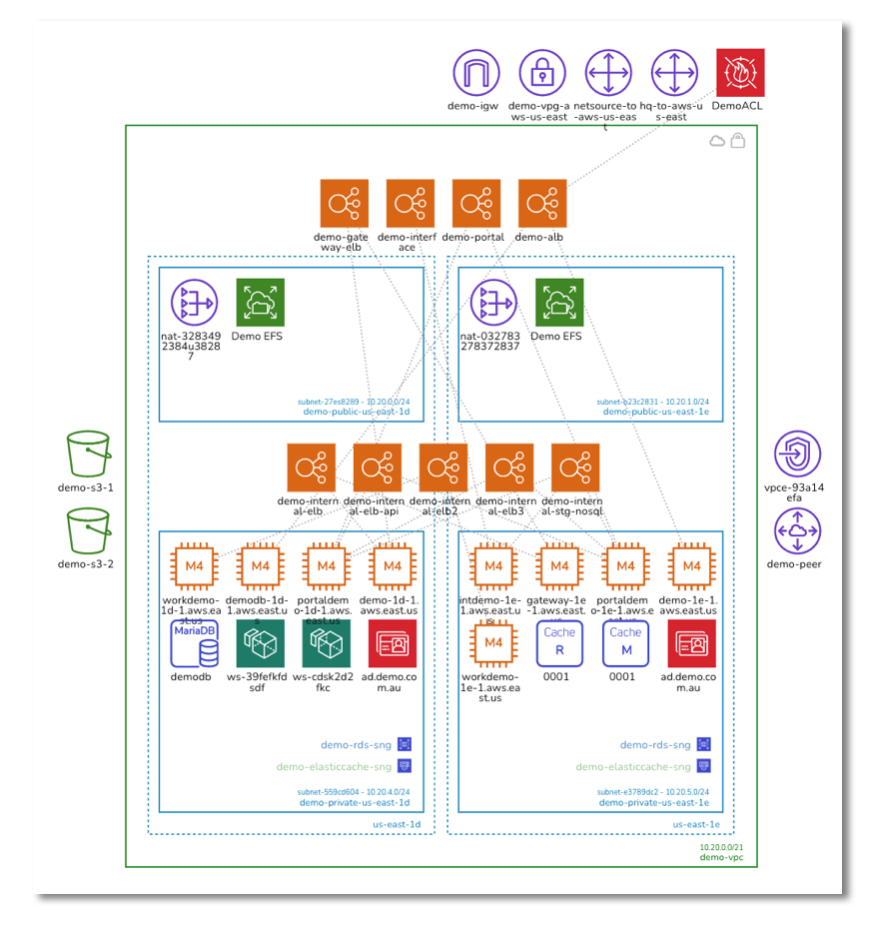 demo-igw
demo-vpg-a
ws-us-east
netsource-to
-aws-us-eas
t
hq-to-aws-u
s-east
DemoACL
demo-gate
way-elb
demo-interf
ace
demo-portal
demo-alb
nat-328349
2384u3828
7
Demo EFS
subnet-27es8289 - 10.20.0.0/24
demo-public-us-east-1d
nat-032783
278372837
Demo EFS
subnet-b23c2831 - 10.20.1.0/24
demo-public-us-east-1e
demo-s3-1
demo-s3-2
vpce-93a14
efa
demo-peer
demo-intern
al-elb
demo-intern
al-elb-api
demo-intern
al-elb2
demo-intern
al-elb3
demo-intern
al-stg-nosql
M4
workdemo-
1d-1.aws.ea
st.us
M4
demodb-1d-
1.aws.east.u
s
M4
portaldem
o-1d-1.aws.
east.us
M4
demo-1d-1.
aws.east.us
MariaDB
demodb
ws-39fefkfd
sdf
ws-cdsk2d2
fkc
ad.demo.co
m.au
demo-rds-sng
demo-elasticcache-sng
subnet-559cd604 - 10.20.4.0/24
demo-private-us-east-1d
us-east-1d
M4
intdemo-1e-
1.aws.east.u
M4
gateway-1e
-1.aws.east.
M4
portaldem
o-1e-1.aws.e
M4
demo-1e-1.
aws.east.us
M4
workdemo-
1e-1.aws.ea
st.us
Cache
R
0001
Cache
M
0001
ad.demo.co
m.au
demo-rds-sng
demo-elasticcache-sng
subnet-e3789dc2 - 10.20.5.0/24
demo-private-us-east-1e
us-east-1e
10.20.0.0/21
demo-vpc